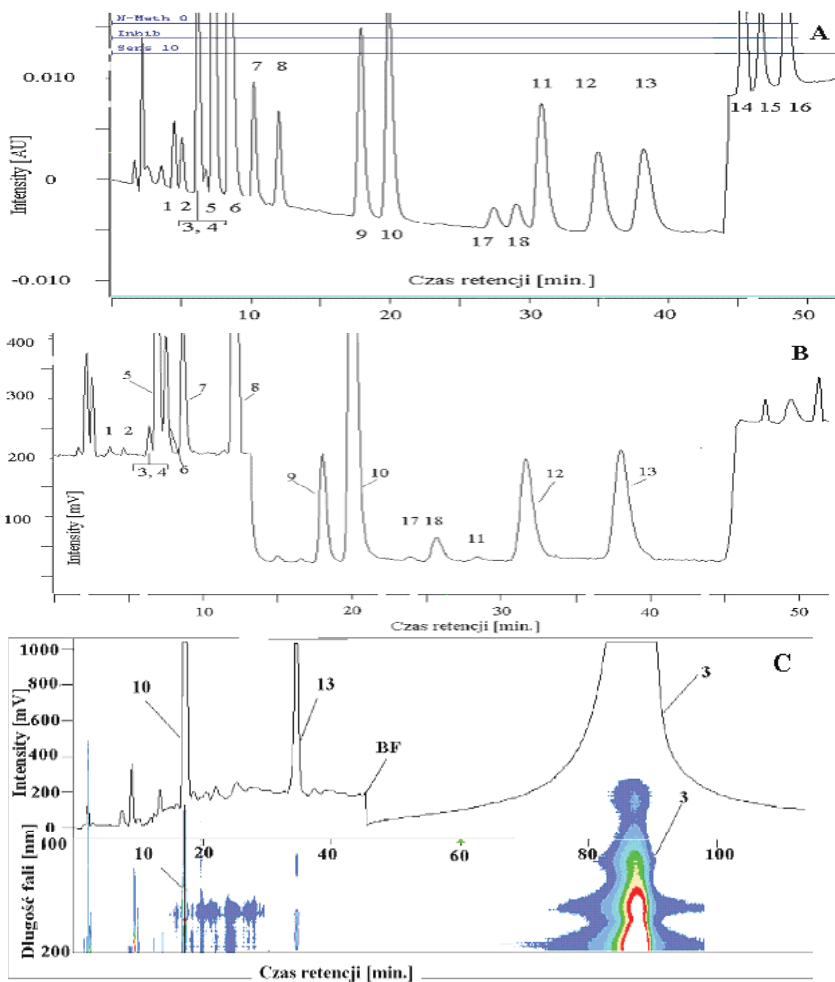 N-Meth 0
Inhib
Sens 10
A
0.010
0
-0.010
Intensity [AU]
1 2 3, 4 5 6 7 8 9 10 17 18 11 12 13 14 15 16
Czas retencji [min.]
10 20 30 40 50
B
400
300
200
100
Intensity [mV]
1 2 3, 4 5 6 7 8 9 10 17 18 11 12 13
10 20 30 40 50
Czas retencji [min.]
C
1000
800
600
400
200
0
Intensity [mV]
10 13 BF 3
10 20 40 60 80 100
3
Długość fali [nm]
200
Czas retencji [min.]